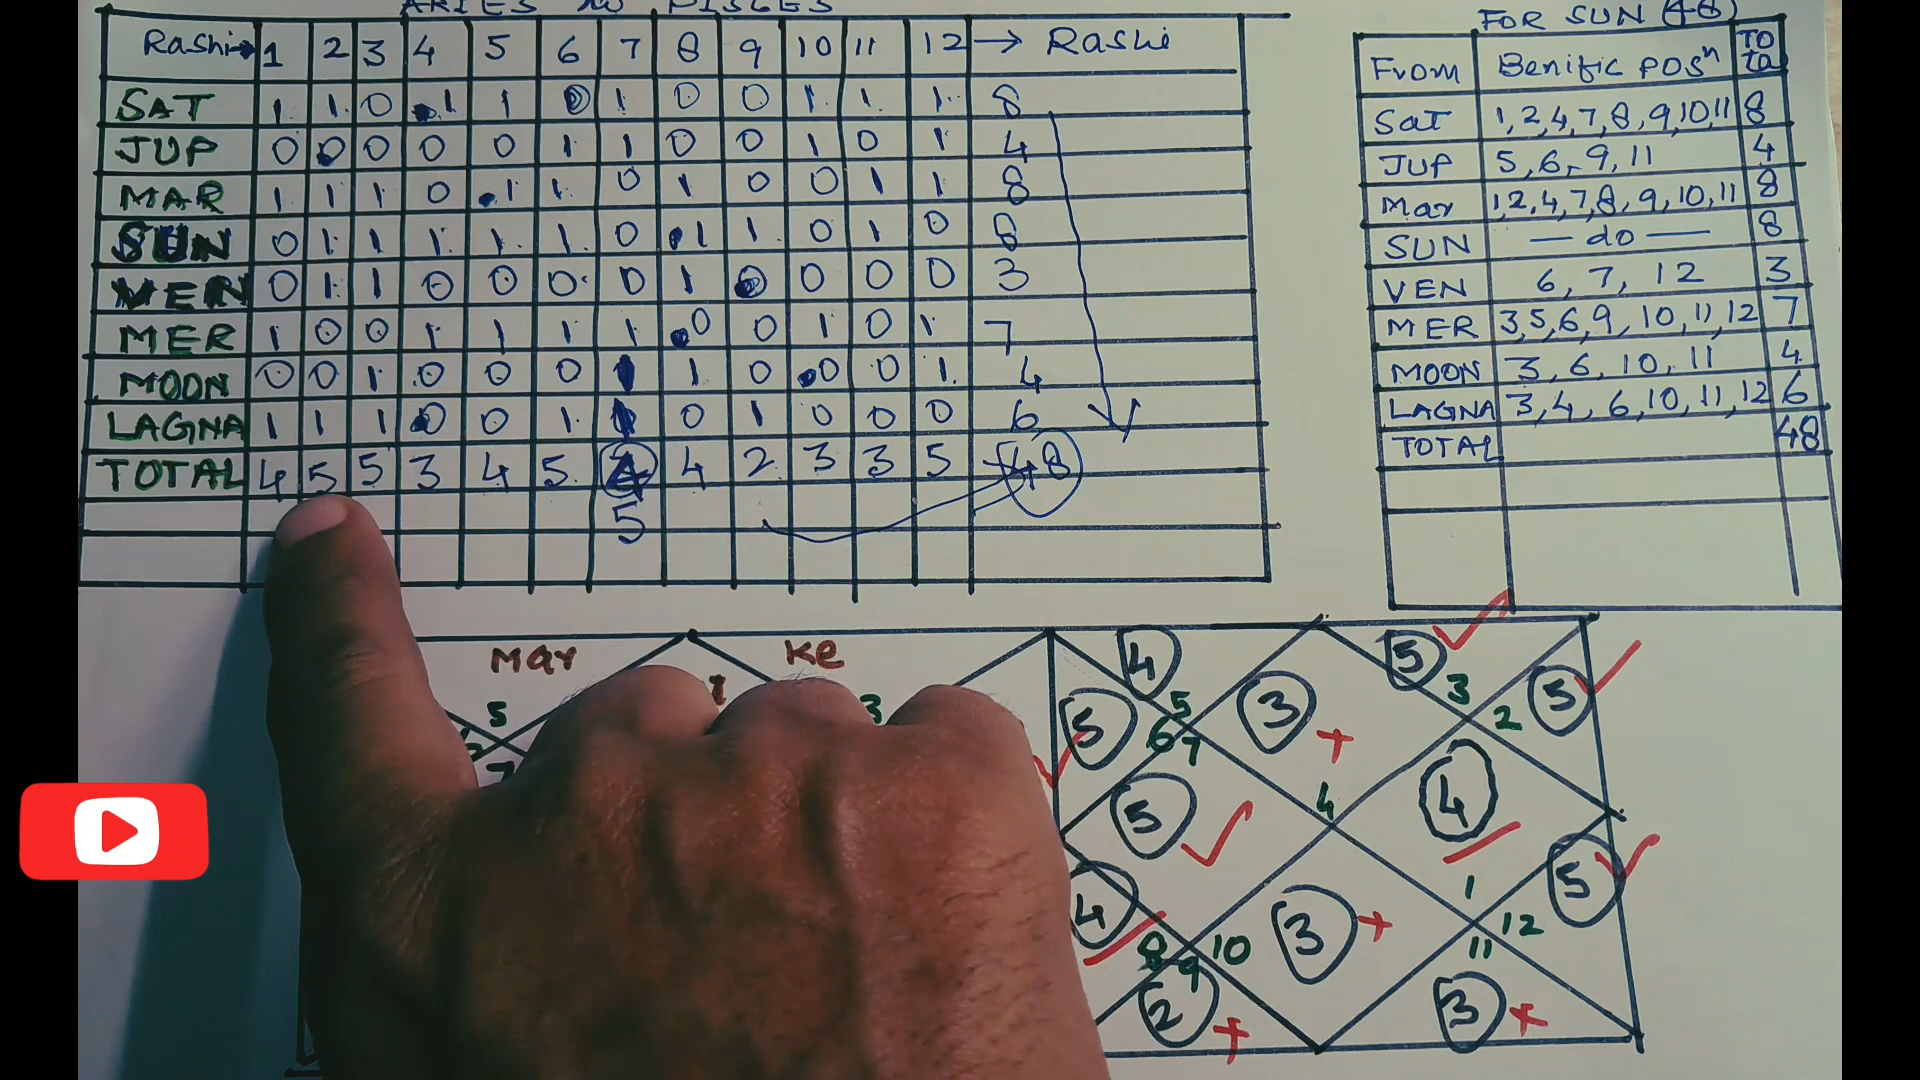 ARIES TO PISCES
Rashi→ 1 2 3 4 5 6 7 8 9 10 11 12 → Rashi
SAT 1 1 0 1 1 0 1 0 0 1 1 1 8
JUP 0 0 0 0 0 1 1 0 0 1 0 1 4
MAR 1 1 1 0 1 1 0 1 0 0 1 1 8
SUN 0 1 1 1 1 1 0 1 1 0 1 0 8
VEN 0 1 1 0 0 0 0 1 0 0 0 0 3
MER 1 0 0 1 1 1 1 0 0 1 0 1 7
MOON 0 0 1 0 0 0 1 1 0 0 0 1 4
LAGNA 1 1 1 0 0 1 1 0 1 0 0 0 6
TOTAL 4 5 5 3 4 5 4 2 3 3 5 48
5
FOR SUN (48)
From Benific posⁿ TO
ta
Sat 1,2,4,7,8,9,10,11 8
JUP 5,6,9,11 4
Mar 1,2,4,7,8,9,10,11 8
SUN — do — 8
VEN 6, 7, 12 3
MER 3,5,6,9,10,11,12 7
MOON 3,6,10,11 4
LAGNA 3,4,6,10,11,12 6
TOTAL 48
Mar Ke
5 3
7
4 5 3 5 3 5
5 6 7 3 2
5 4 4
1
4 8 9 10 3 11 12 5
2 3